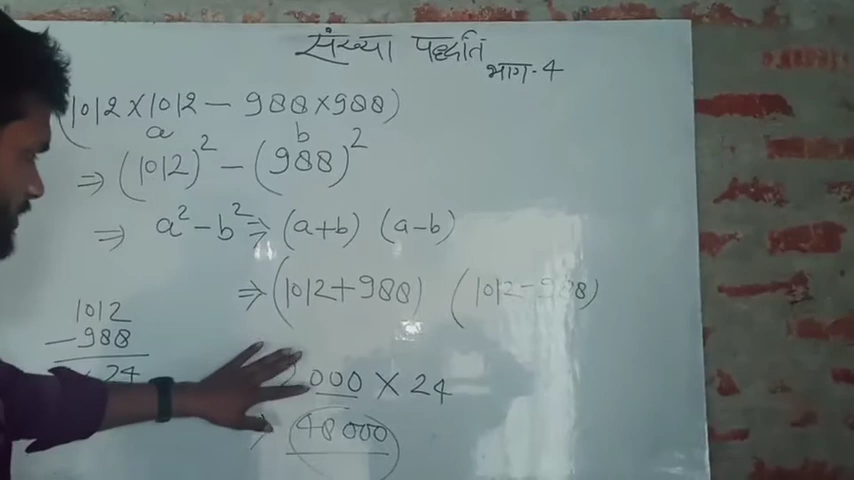 संख्या पद्धति
भाग-4
(1012×1012 - 988×988)
a b
⇒ (1012)² - (988)²
⇒ a²-b² ⇒ (a+b) (a-b)
⇒ (1012+988) (1012-988)
1012
-988
24
2000 × 24
48000